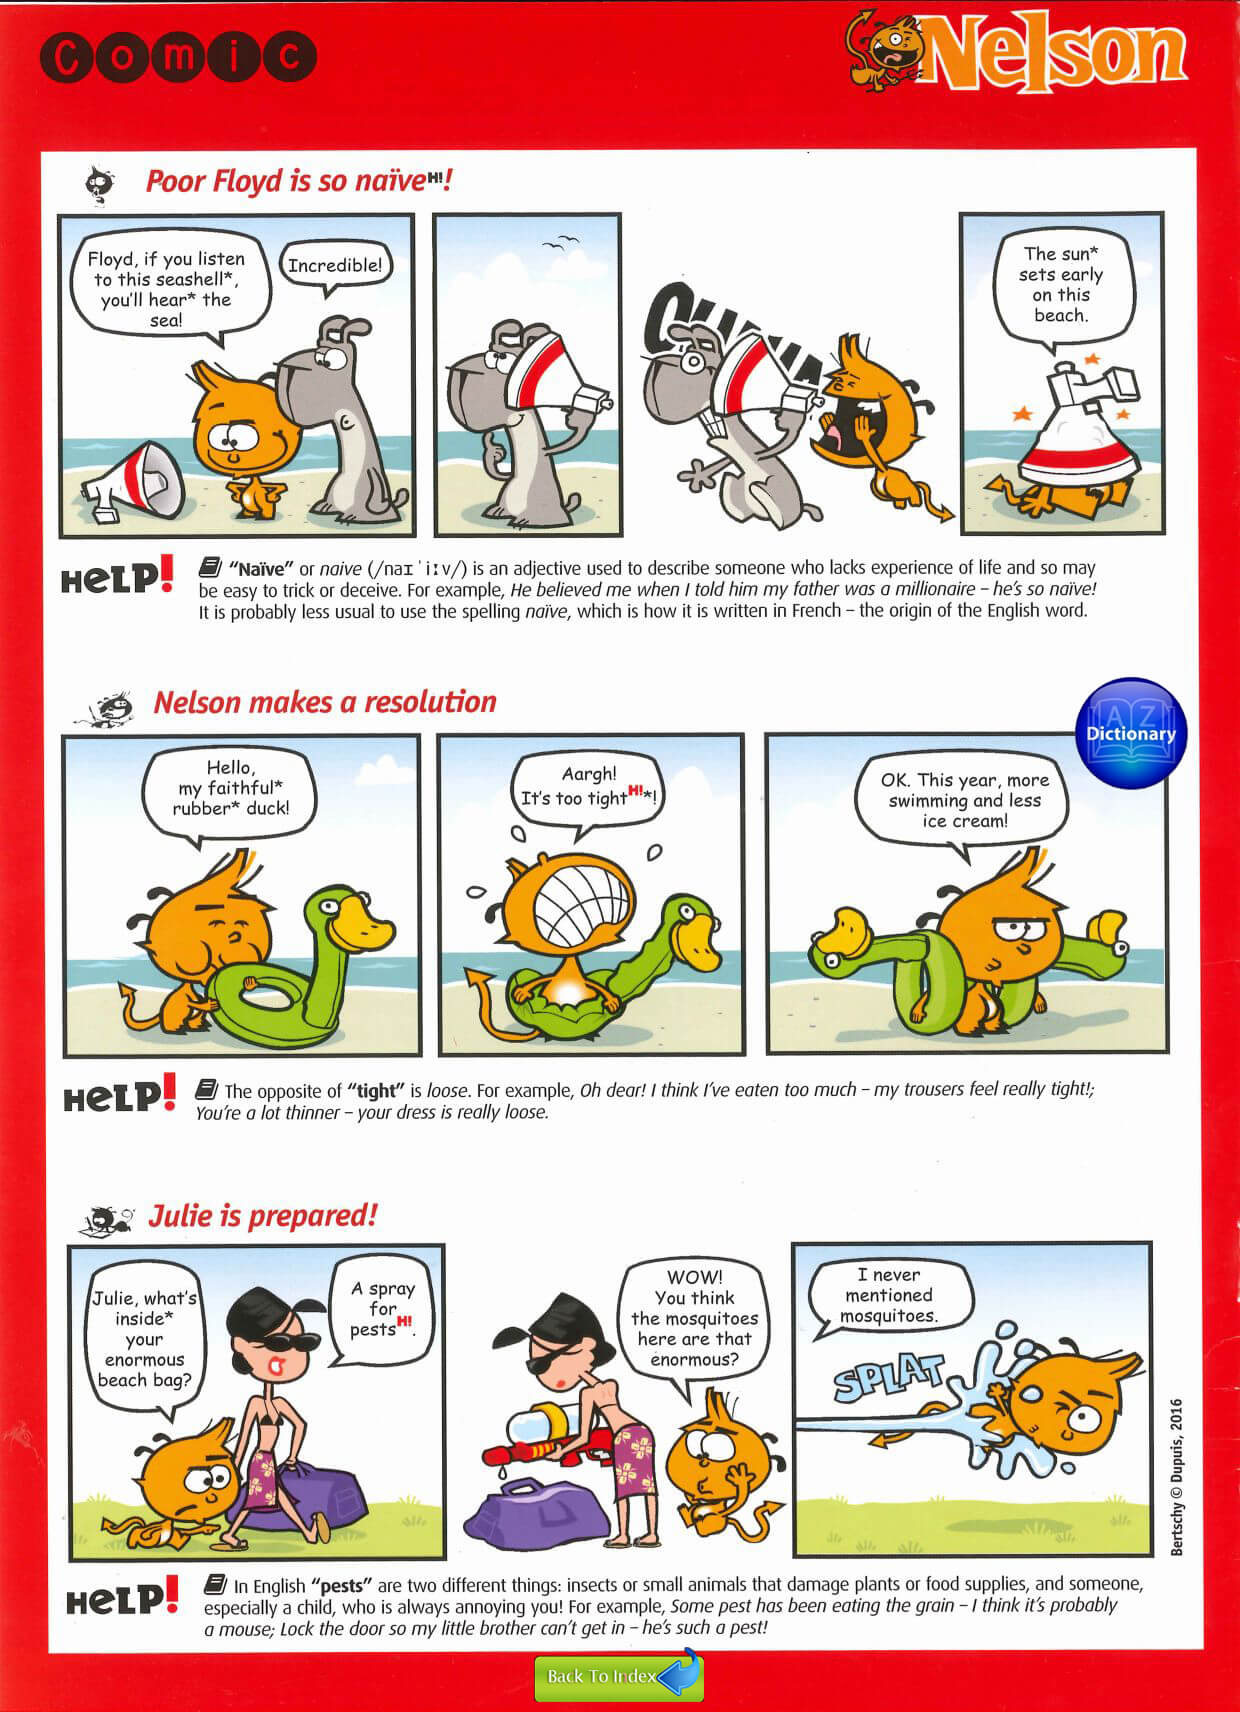 Comic
Nelson
Poor Floyd is so naïveH!!
Floyd, if you listen
to this seashell*,
you'll hear* the
sea!
Incredible!
The sun*
sets early
on this
beach.
HELP!
"Naïve" or naive (/naɪˈiːv/) is an adjective used to describe someone who lacks experience of life and so may
be easy to trick or deceive. For example, He believed me when I told him my father was a millionaire – he's so naïve!
It is probably less usual to use the spelling naïve, which is how it is written in French – the origin of the English word.
Nelson makes a resolution
A Z
Dictionary
Hello,
my faithful*
rubber* duck!
Aargh!
It's too tightH!*!
OK. This year, more
swimming and less
ice cream!
HELP!
The opposite of "tight" is loose. For example, Oh dear! I think I've eaten too much – my trousers feel really tight!;
You're a lot thinner – your dress is really loose.
Julie is prepared!
Julie, what's
inside*
your
enormous
beach bag?
A spray
for
pestsH!.
WOW!
You think
the mosquitoes
here are that
enormous?
I never
mentioned
mosquitoes.
SPLAT
Bertschy © Dupuis, 2016
HELP!
In English "pests" are two different things: insects or small animals that damage plants or food supplies, and someone,
especially a child, who is always annoying you! For example, Some pest has been eating the grain – I think it's probably
a mouse; Lock the door so my little brother can't get in – he's such a pest!
Back To Index